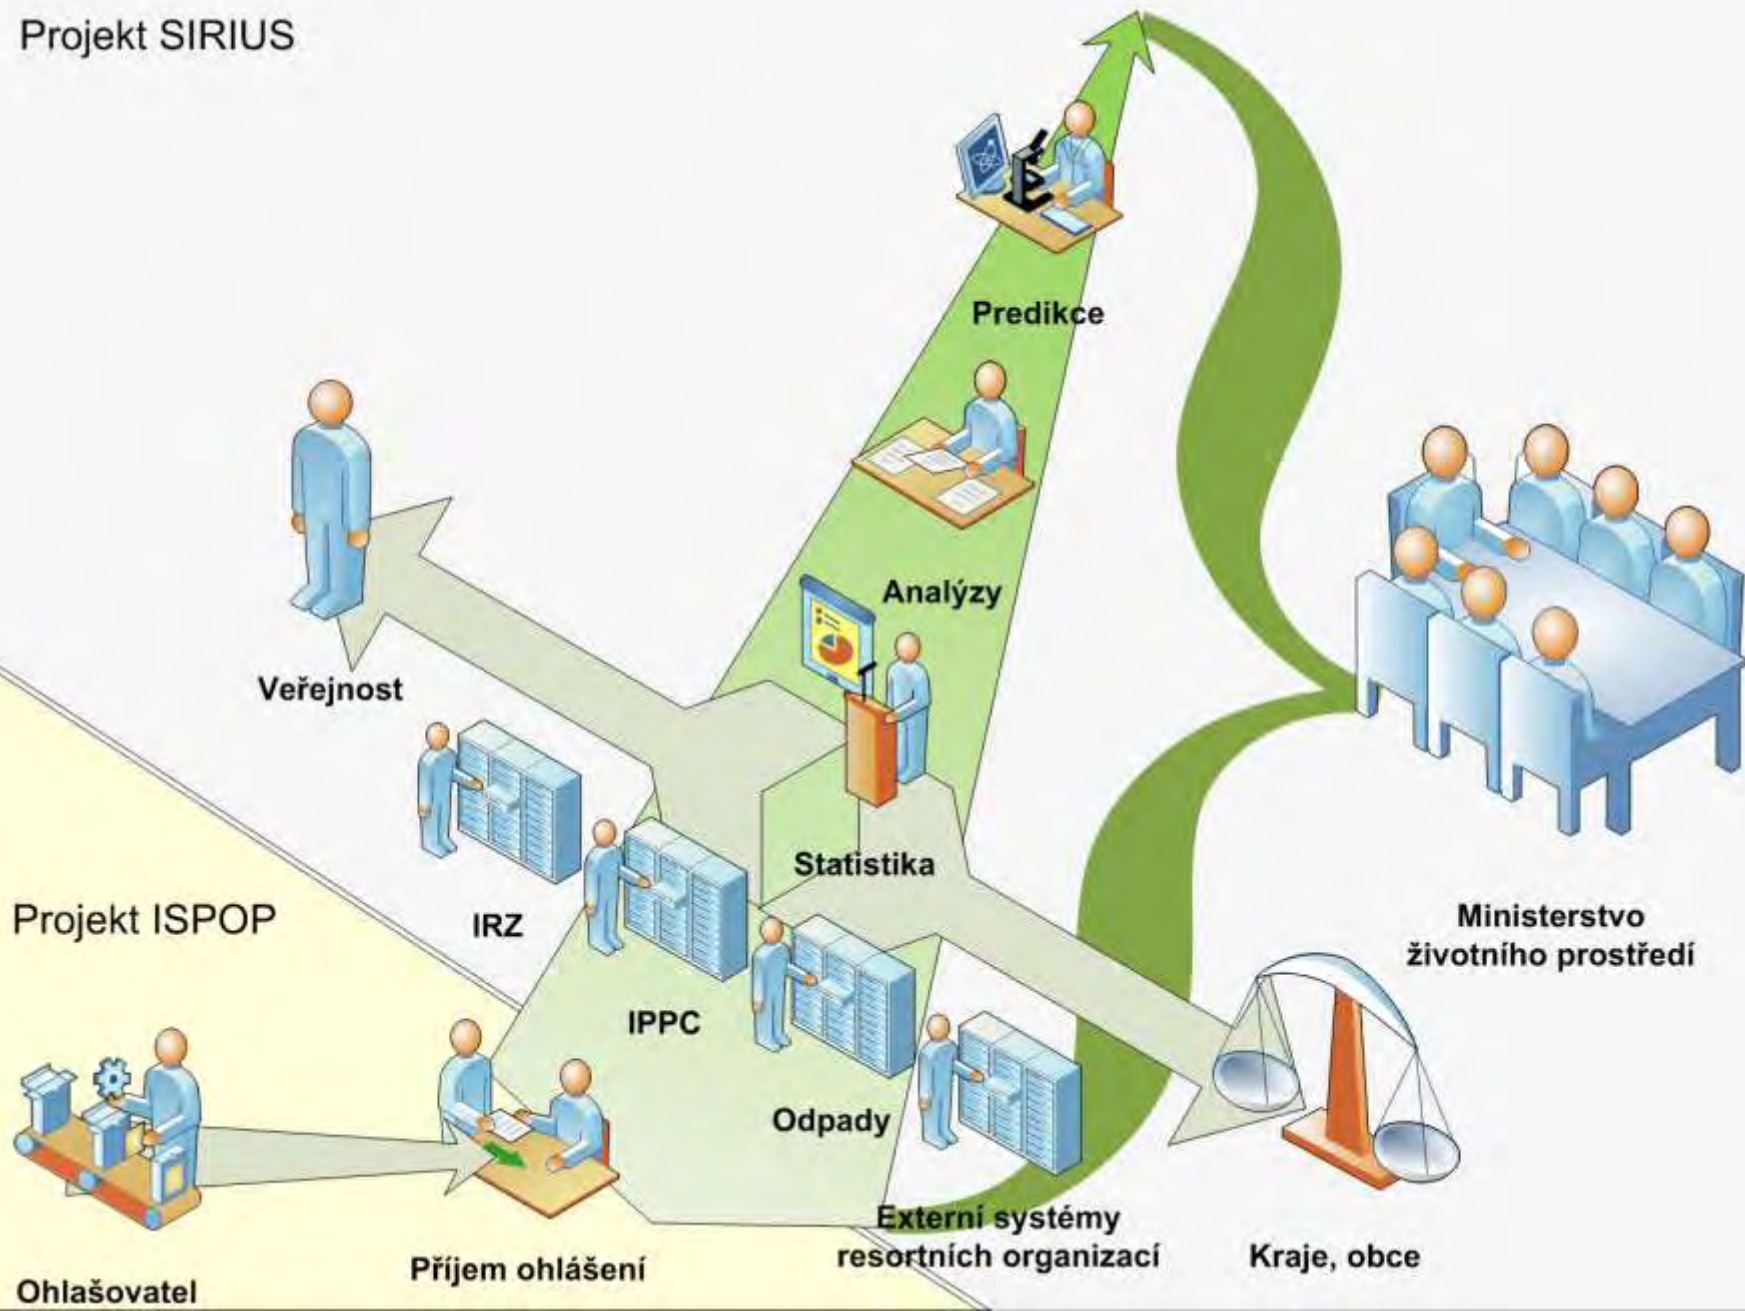 Projekt SIRIUS
Predikce
Analýzy
Veřejnost
Statistika
IRZ
Projekt ISPOP
Ministerstvo
životního prostředí
IPPC
Odpady
Externí systémy
resortních organizací
Kraje, obce
Příjem ohlášení
Ohlašovatel